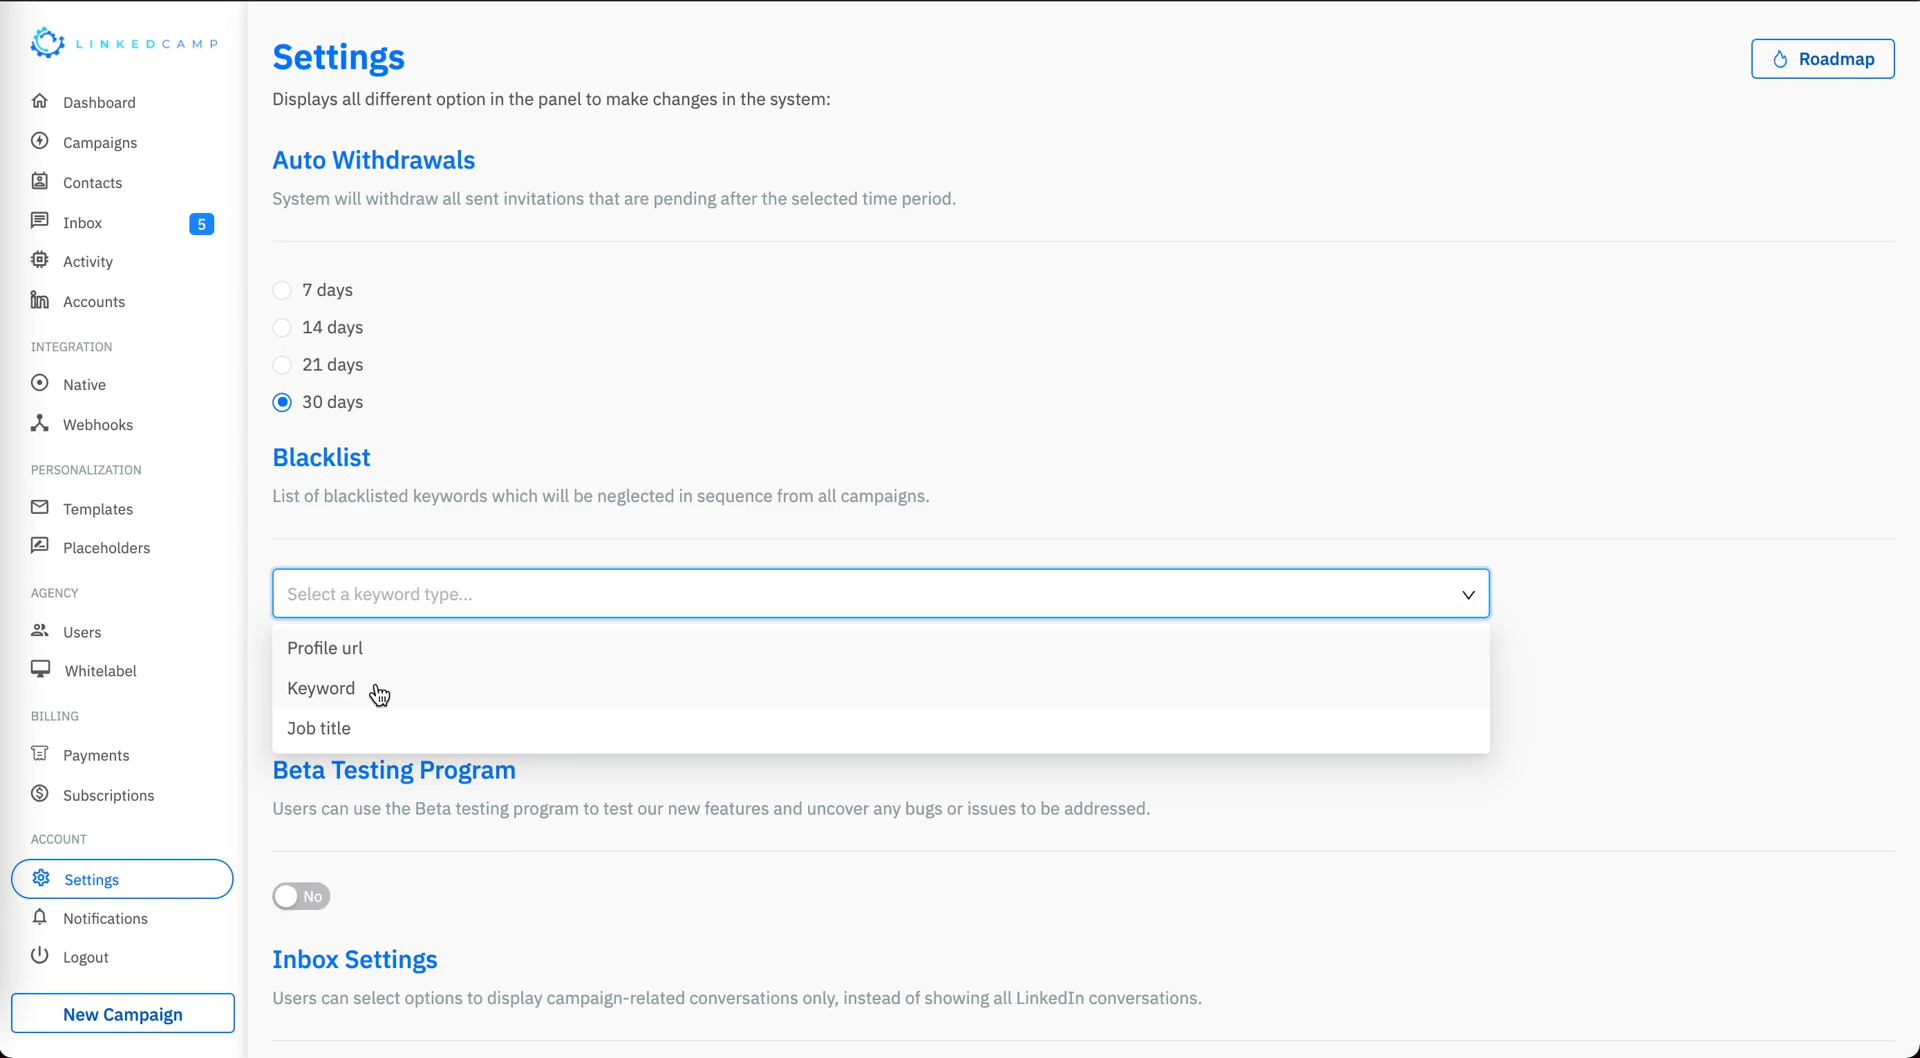 LINKEDCAMP
Dashboard
Campaigns
Contacts
Inbox 5
Activity
Accounts
INTEGRATION
Native
Webhooks
PERSONALIZATION
Templates
Placeholders
AGENCY
Users
Whitelabel
BILLING
Payments
Subscriptions
ACCOUNT
Settings
Notifications
Logout
New Campaign
Settings
Roadmap
Displays all different option in the panel to make changes in the system:
Auto Withdrawals
System will withdraw all sent invitations that are pending after the selected time period.
7 days
14 days
21 days
30 days
Blacklist
List of blacklisted keywords which will be neglected in sequence from all campaigns.
Select a keyword type...
Profile url
Keyword
Job title
Beta Testing Program
Users can use the Beta testing program to test our new features and uncover any bugs or issues to be addressed.
No
Inbox Settings
Users can select options to display campaign-related conversations only, instead of showing all LinkedIn conversations.